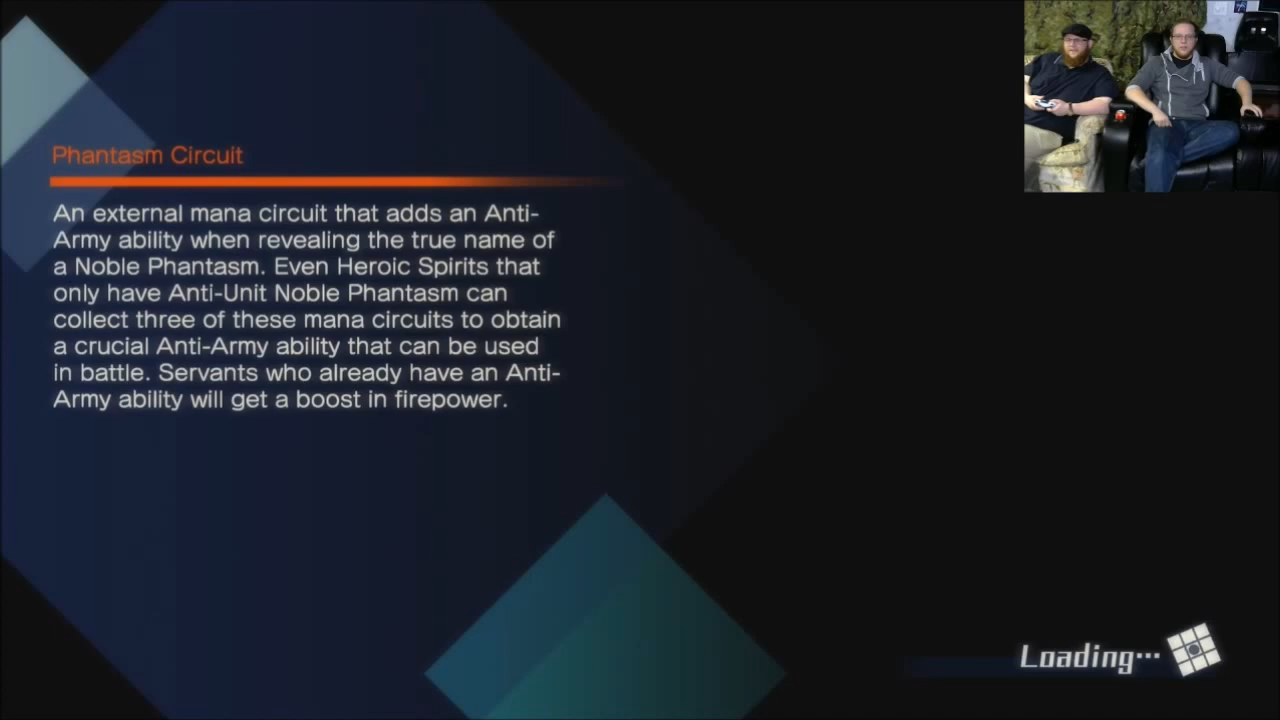 Phantasm Circuit
An external mana circuit that adds an Anti-
Army ability when revealing the true name of
a Noble Phantasm. Even Heroic Spirits that
only have Anti-Unit Noble Phantasm can
collect three of these mana circuits to obtain
a crucial Anti-Army ability that can be used
in battle. Servants who already have an Anti-
Army ability will get a boost in firepower.
Loading…